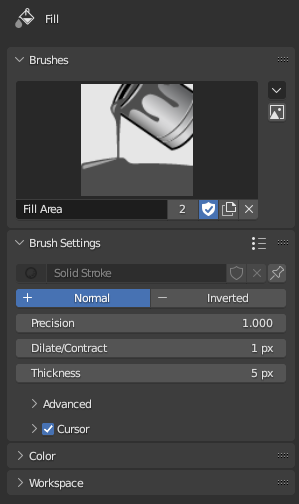 Fill
Brushes
Fill Area 2
Brush Settings
Solid Stroke
Normal Inverted
Precision 1.000
Dilate/Contract 1 px
Thickness 5 px
Advanced
Cursor
Color
Workspace